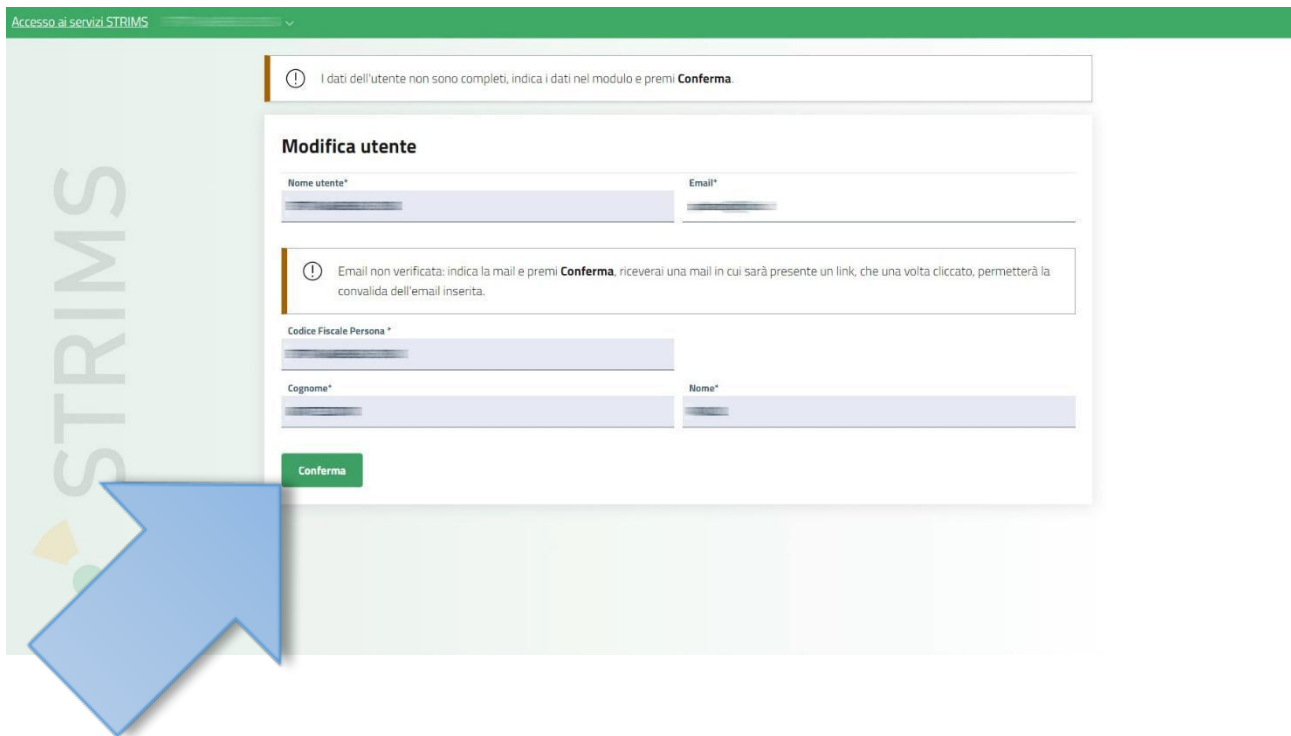 Accesso ai servizi STRIMS
I dati dell'utente non sono completi, indica i dati nel modulo e premi Conferma.
Modifica utente
Nome utente*
Email*
Email non verificata: indica la mail e premi Conferma, riceverai una mail in cui sarà presente un link, che una volta cliccato, permetterà la
convalida dell'email inserita.
Codice Fiscale Persona *
Cognome*
Nome*
Conferma
STRIMS